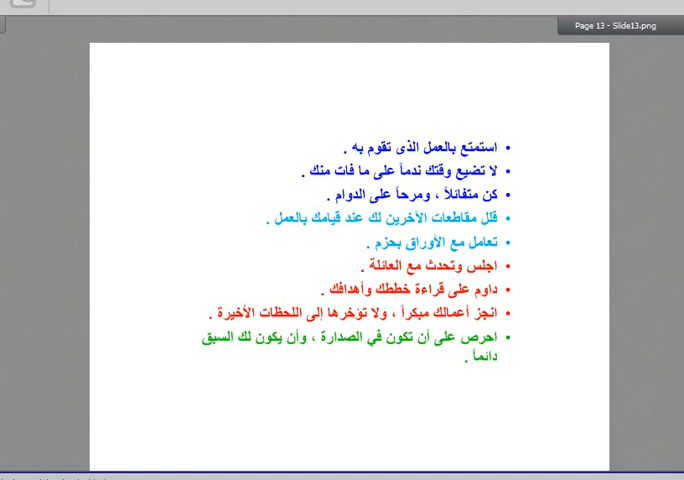 Page 13 - Slide13.png
• استمتع بالعمل الذى تقوم به .
• لا تضيع وقتك ندماً على ما فات منك .
• كن متفائلاً ، ومرحاً على الدوام .
• قلل مقاطعات الآخرين لك عند قيامك بالعمل .
• تعامل مع الأوراق بحزم .
• اجلس وتحدث مع العائلة .
• داوم على قراءة خططك وأهدافك .
• انجز أعمالك مبكراً ، ولا تؤخرها إلى اللحظات الأخيرة .
• احرص على أن تكون في الصدارة ، وأن يكون لك السبق
دائماً .